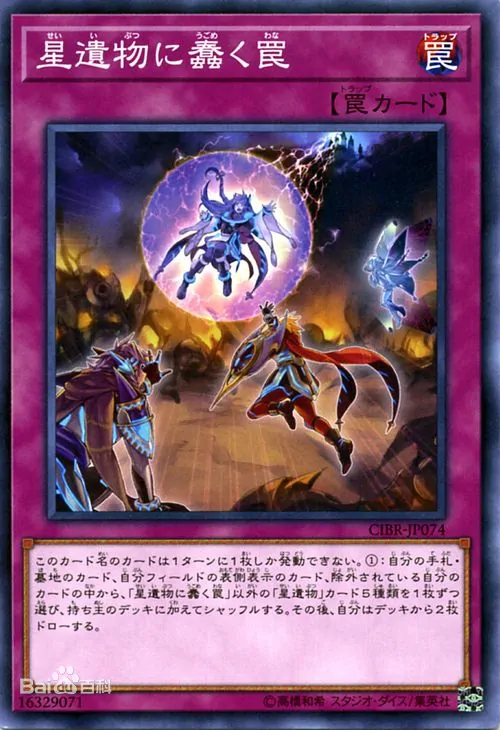 星遺物に蠢く罠
罠
【罠カード】
CIBR-JP074
このカード名のカードは1ターンに1枚しか発動できない。①：自分の手札・
墓地のカード、自分フィールドの表側表示のカード、除外されている自分の
カードの中から、「星遺物に蠢く罠」以外の「星遺物」カード5種類を1枚ずつ
選び、持ち主のデッキに加えてシャッフルする。その後、自分はデッキから2枚
ドローする。
Bai百科
16329071
©高橋和希 スタジオ・ダイス/集英社